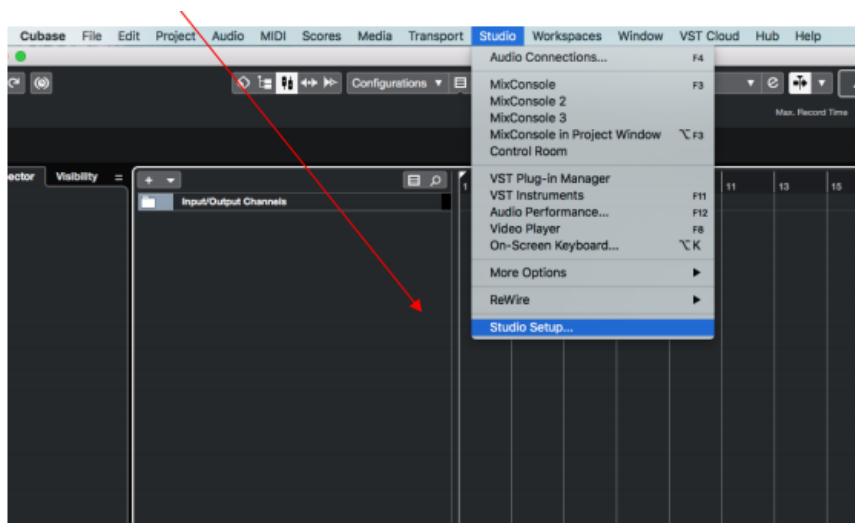 Cubase File Edit Project Audio MIDI Scores Media Transport Studio Workspaces Window VST Cloud Hub Help
Configurations
Max. Record Time
Audio Connections... F4
MixConsole F3
MixConsole 2
MixConsole 3
MixConsole in Project Window ⌥F3
Control Room
VST Plug-in Manager
VST Instruments F11
Audio Performance... F12
Video Player F8
On-Screen Keyboard... ⌥K
More Options
ReWire
Studio Setup...
ector Visibility
Input/Output Channels
1 11 13 15